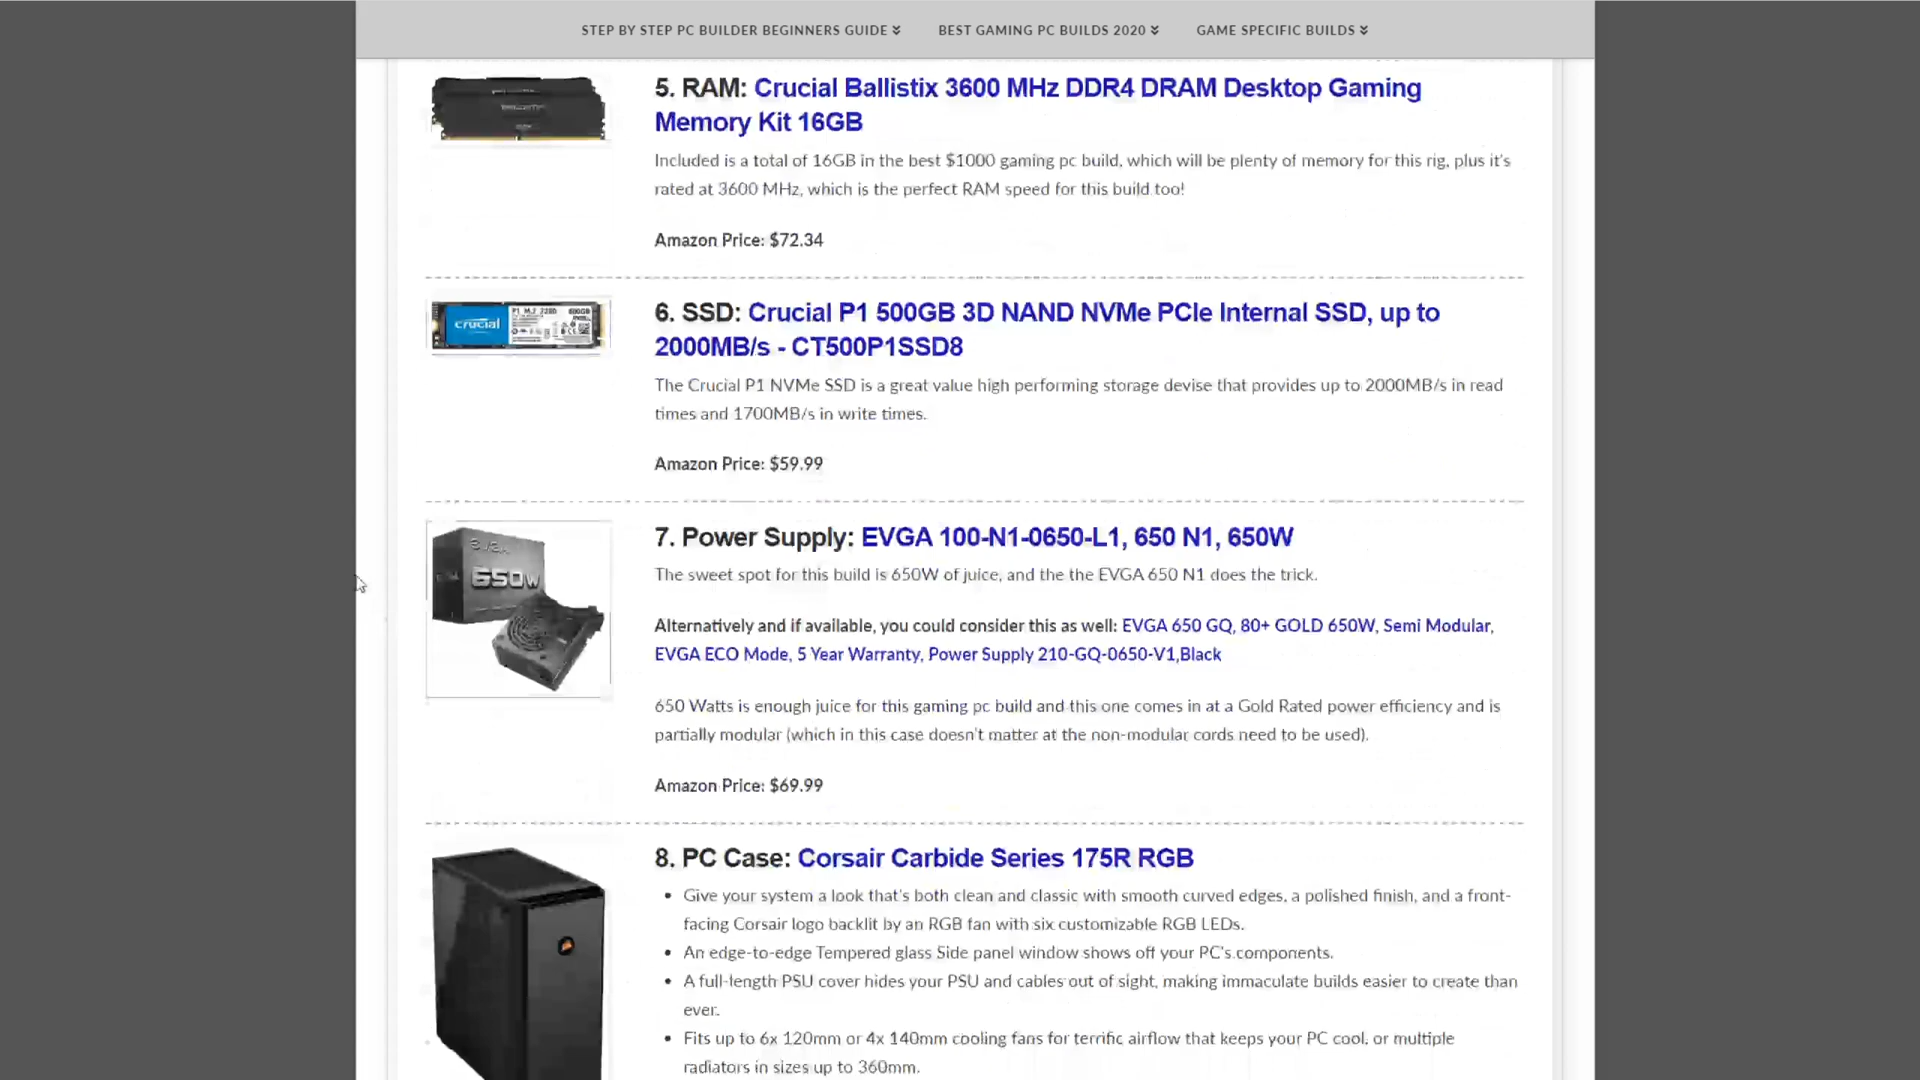 STEP BY STEP PC BUILDER BEGINNERS GUIDE
BEST GAMING PC BUILDS 2020
GAME SPECIFIC BUILDS
5. RAM: Crucial Ballistix 3600 MHz DDR4 DRAM Desktop Gaming
Memory Kit 16GB
Included is a total of 16GB in the best $1000 gaming pc build, which will be plenty of memory for this rig, plus it's
rated at 3600 MHz, which is the perfect RAM speed for this build too!
Amazon Price: $72.34
crucial
6. SSD: Crucial P1 500GB 3D NAND NVMe PCIe Internal SSD, up to
2000MB/s - CT500P1SSD8
The Crucial P1 NVMe SSD is a great value high performing storage devise that provides up to 2000MB/s in read
times and 1700MB/s in write times.
Amazon Price: $59.99
650W
7. Power Supply: EVGA 100-N1-0650-L1, 650 N1, 650W
The sweet spot for this build is 650W of juice, and the the EVGA 650 N1 does the trick.
Alternatively and if available, you could consider this as well: EVGA 650 GQ, 80+ GOLD 650W, Semi Modular,
EVGA ECO Mode, 5 Year Warranty, Power Supply 210-GQ-0650-V1,Black
650 Watts is enough juice for this gaming pc build and this one comes in at a Gold Rated power efficiency and is
partially modular (which in this case doesn't matter at the non-modular cords need to be used).
Amazon Price: $69.99
8. PC Case: Corsair Carbide Series 175R RGB
• Give your system a look that's both clean and classic with smooth curved edges, a polished finish, and a front-
facing Corsair logo backlit by an RGB fan with six customizable RGB LEDs.
• An edge-to-edge Tempered glass Side panel window shows off your PC's components.
• A full-length PSU cover hides your PSU and cables out of sight, making immaculate builds easier to create than
ever.
• Fits up to 6x 120mm or 4x 140mm cooling fans for terrific airflow that keeps your PC cool, or multiple
radiators in sizes up to 360mm.